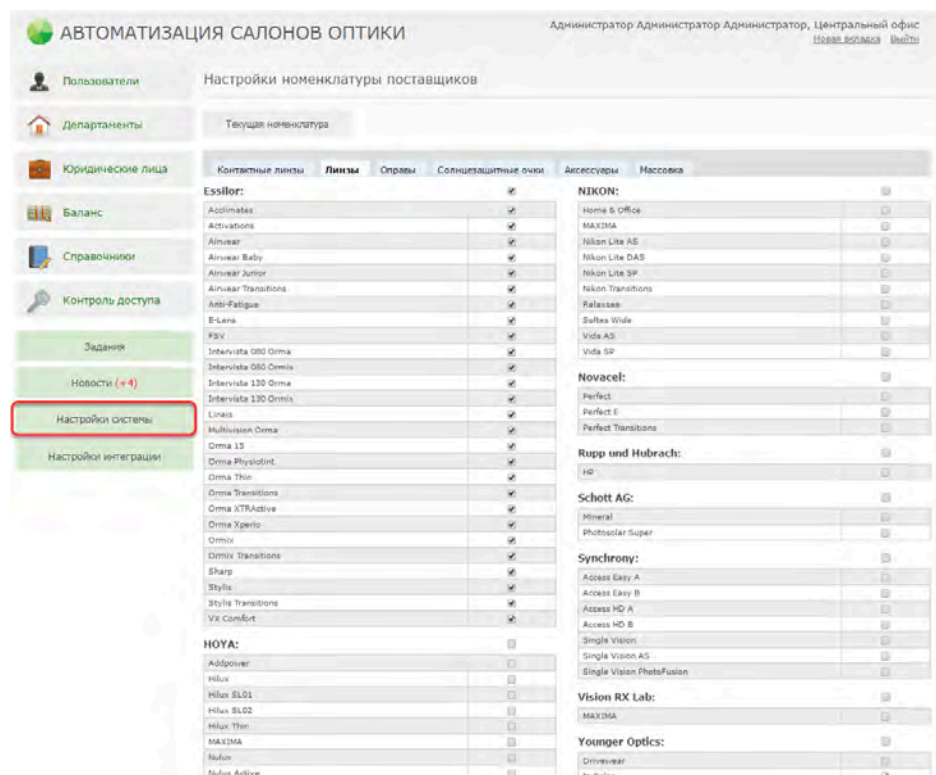 АВТОМАТИЗАЦИЯ САЛОНОВ ОПТИКИ
Администратор Администратор Администратор, Центральный офис
Новая вкладка Выйти
Пользователи
Департаменты
Юридические лица
Баланс
Справочники
Контроль доступа
Задания
Новости (+4)
Настройки системы
Настройки интеграции
Настройки номенклатуры поставщиков
Текущая номенклатура
Контактные линзы Линзы Оправы Солнцезащитные очки Аксессуары Массовка
Essilor:
Acclimates
Activations
Airwear
Airwear Baby
Airwear Junior
Airwear Transitions
Anti-Fatigue
E-Lens
FSV
Intervista 080 Orma
Intervista 080 Ormix
Intervista 130 Orma
Intervista 130 Ormix
Lineis
Multivision Orma
Orma 15
Orma Physiotint
Orma Thin
Orma Transitions
Orma XTRActive
Orma Xperio
Ormix
Ormix Transitions
Sharp
Stylis
Stylis Transitions
VX Comfort
HOYA:
Addpower
Hilux
Hilux SL01
Hilux SL02
Hilux Thin
MAXIMA
Nulux
Nulux Active
NIKON:
Home & Office
MAXIMA
Nikon Lite AS
Nikon Lite DAS
Nikon Lite SP
Nikon Transitions
Relaxsee
Soltes Wide
Vida AS
Vida SP
Novacel:
Perfect
Perfect E
Perfect Transitions
Rupp und Hubrach:
HP
Schott AG:
Mineral
Photosolar Super
Synchrony:
Access Easy A
Access Easy B
Access HD A
Access HD B
Single Vision
Single Vision AS
Single Vision PhotoFusion
Vision RX Lab:
MAXIMA
Younger Optics:
Drivewear